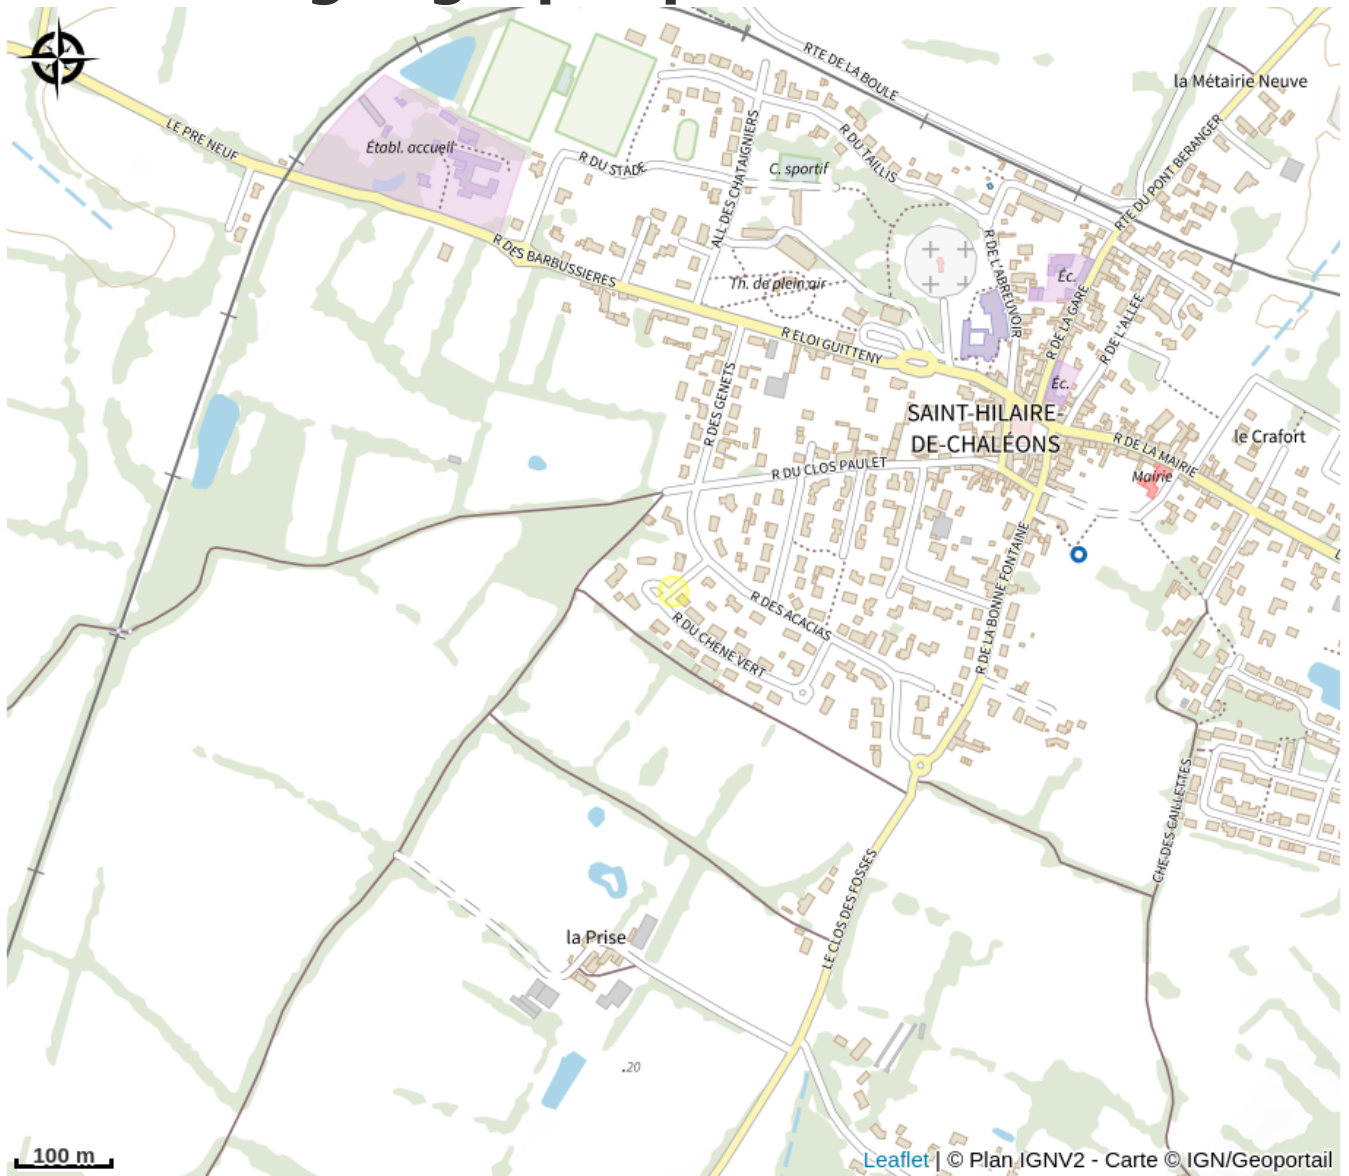 RTE DE LA BOULE
la Métairie Neuve
LE PRE NEUF
Établ. accueil
R DU STADE
ALL DES CHATAIGNIERS
C. sportif
R DU TAILLIS
RTE DU PONT BERANGER
R DES BARBUSSIERES
Th. de plein air
R DE L'ABREUVOIR
Éc.
R DE LA GARE
R DE L'ALLEE
R ELOI GUITTENY
Éc.
R DES GENETS
SAINT-HILAIRE-
DE-CHALÉONS
R DE LA MAIRIE
le Crafort
R DU CLOS PAULET
Mairie
R DE LA BONNE FONTAINE
R DES ACACIAS
R DU CHENE VERT
CHE DES CAILLETTES
LE CLOS DES FOSSES
la Prise
.20
100 m
Leaflet | © Plan IGNV2 - Carte © IGN/Geoportail